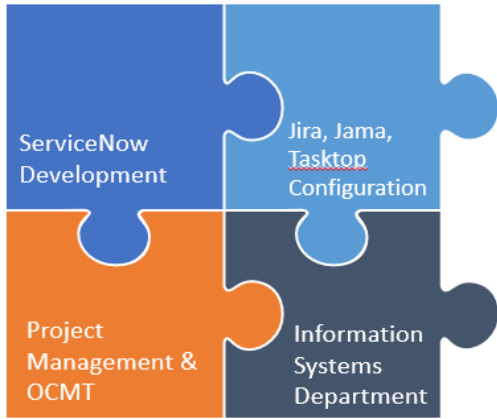 ServiceNow
Development
Jira, Jama,
Tasktop
Configuration
Project
Management &
OCMT
Information
Systems
Department